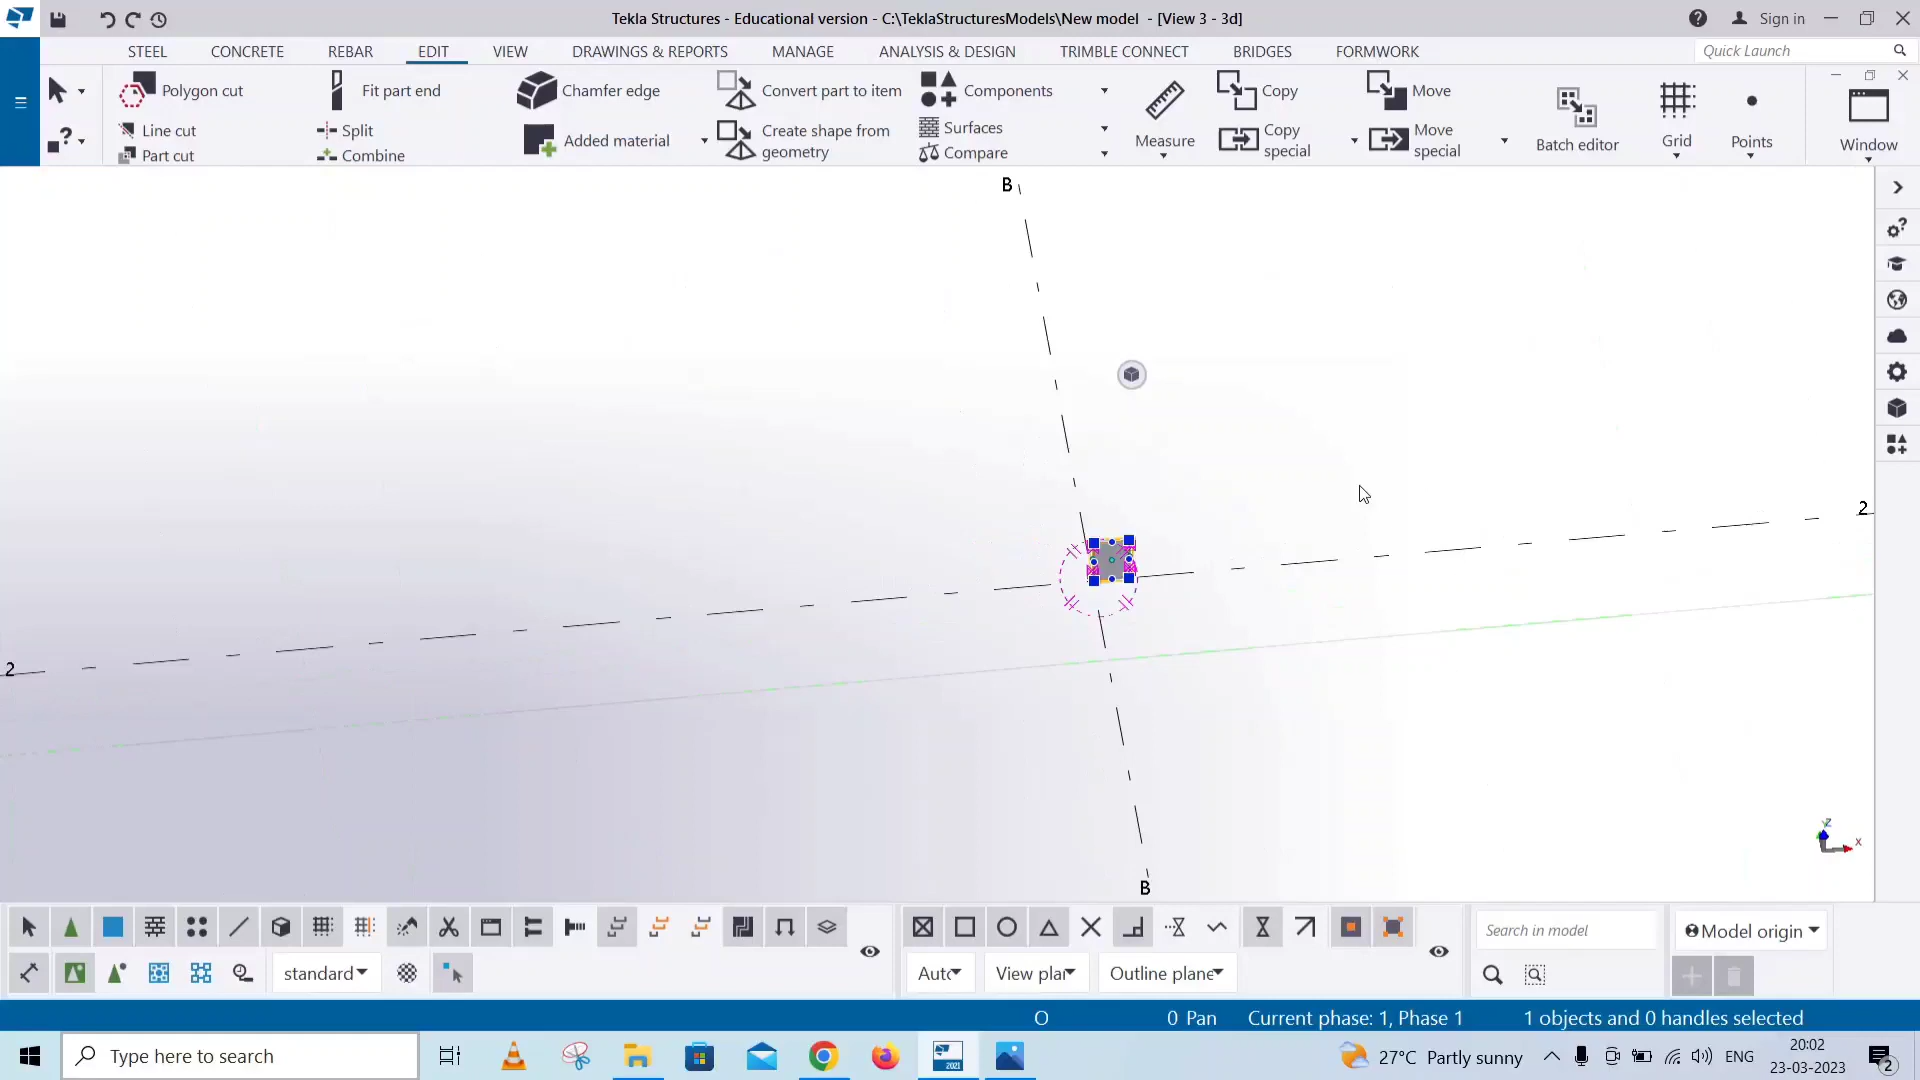 Tekla Structures - Educational version - C:\TeklaStructuresModels\New model - [View 3 - 3d]
Sign in
STEEL CONCRETE REBAR EDIT VIEW DRAWINGS & REPORTS MANAGE ANALYSIS & DESIGN TRIMBLE CONNECT BRIDGES FORMWORK
Quick Launch
Polygon cut
Line cut
Part cut
Fit part end
Split
Combine
Chamfer edge
Added material
Convert part to item
Create shape from
geometry
Components
Surfaces
Compare
Measure
Copy
Copy
special
Move
Move
special
Batch editor
Grid
Points
Window
B
2
2
B
Z
x
Search in model
Model origin
standard
Auto
View plan
Outline plane
O
0 Pan
Current phase: 1, Phase 1
1 objects and 0 handles selected
Type here to search
2021
27°C Partly sunny
ENG
20:02
23-03-2023
2